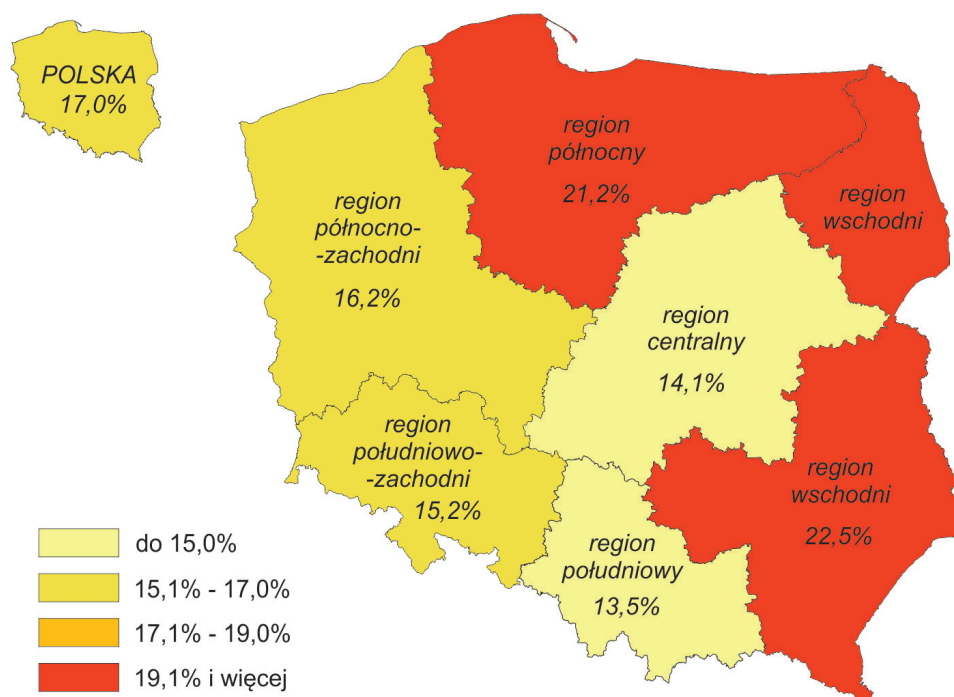 POLSKA
17,0%
region
północny
21,2%
region
wschodni
region
północno-
-zachodni
16,2%
region
centralny
14,1%
region
południowo-
-zachodni
15,2%
region
wschodni
22,5%
region
południowy
13,5%
do 15,0%
15,1% - 17,0%
17,1% - 19,0%
19,1% i więcej